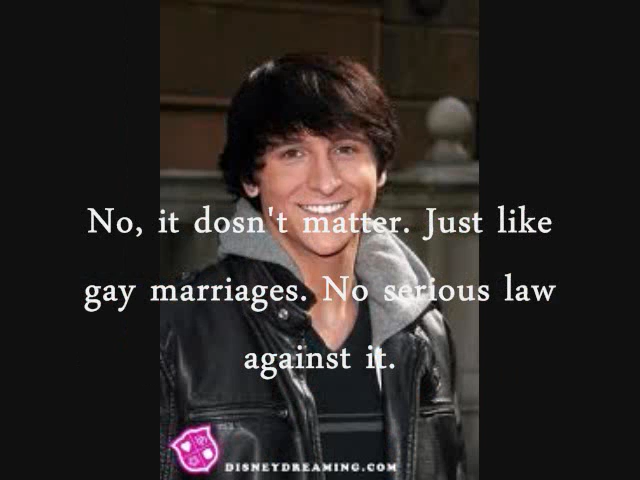 No, it dosn't matter. Just like
gay marriages. No serious law
against it.
DISNEYDREAMING.COM